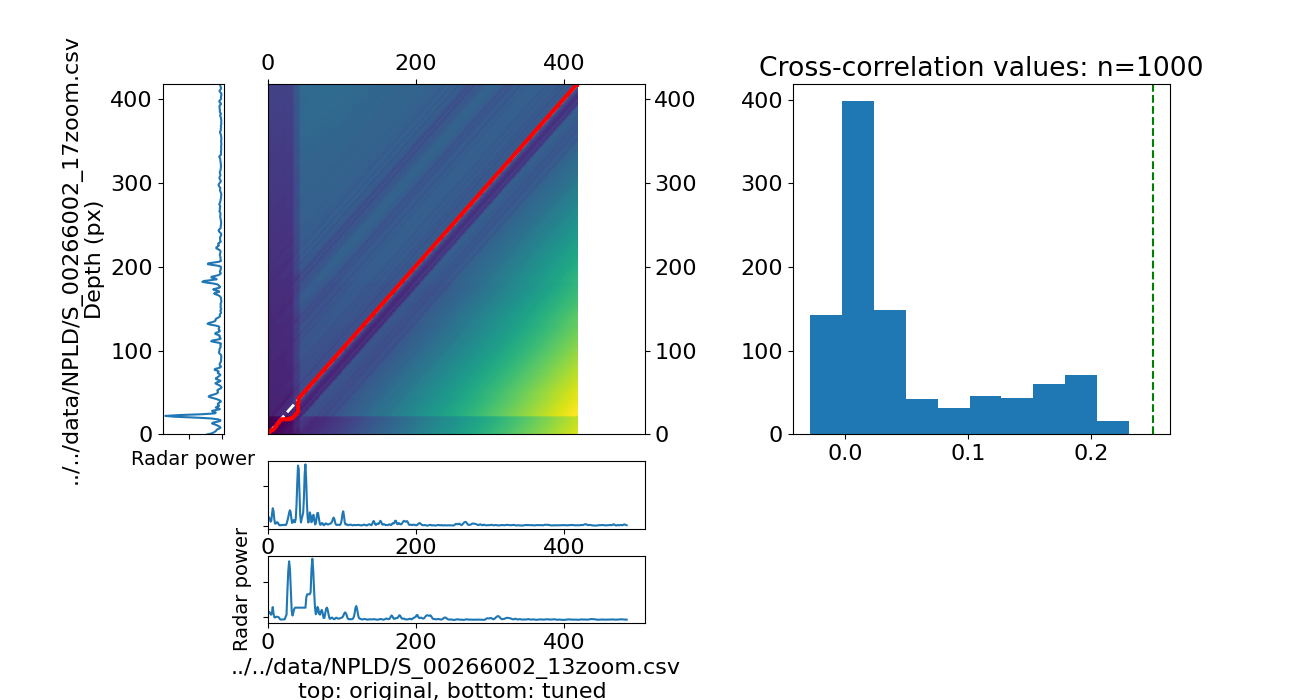 0 200 400
Cross-correlation values: n=1000
../../data/NPLD/S_00266002_17zoom.csv
Depth (px)
400
300
200
100
0
Radar power
400
300
200
100
0
400
300
200
100
0
0.0 0.1 0.2
0 200 400
Radar power
0 200 400
../../data/NPLD/S_00266002_13zoom.csv
top: original, bottom: tuned